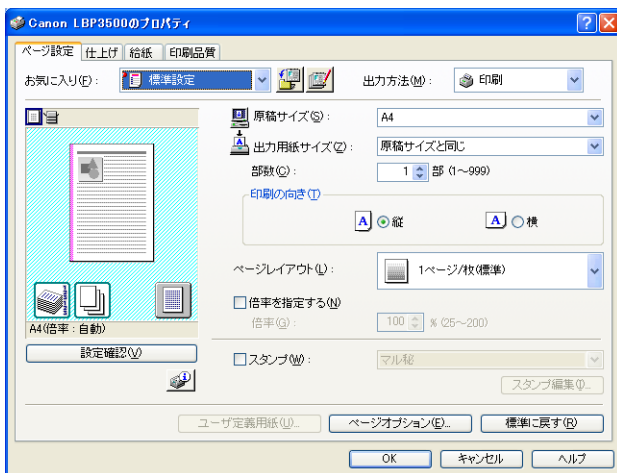 Canon LBP3500のプロパティ
ページ設定 仕上げ 給紙 印刷品質
お気に入り(F): 標準設定 出力方法(M): 印刷
原稿サイズ(S): A4
出力用紙サイズ(Z): 原稿サイズと同じ
部数(C): 1 部 (1～999)
印刷の向き(T)
A 縦 A 横
ページレイアウト(L): 1ページ/枚(標準)
倍率を指定する(N)
A4(倍率:自動)
倍率(G): 100 % (25～200)
設定確認(V)
スタンプ(W): マル秘
スタンプ編集(I)...
ユーザ定義用紙(U)... ページオプション(E)... 標準に戻す(R)
OK キャンセル ヘルプ